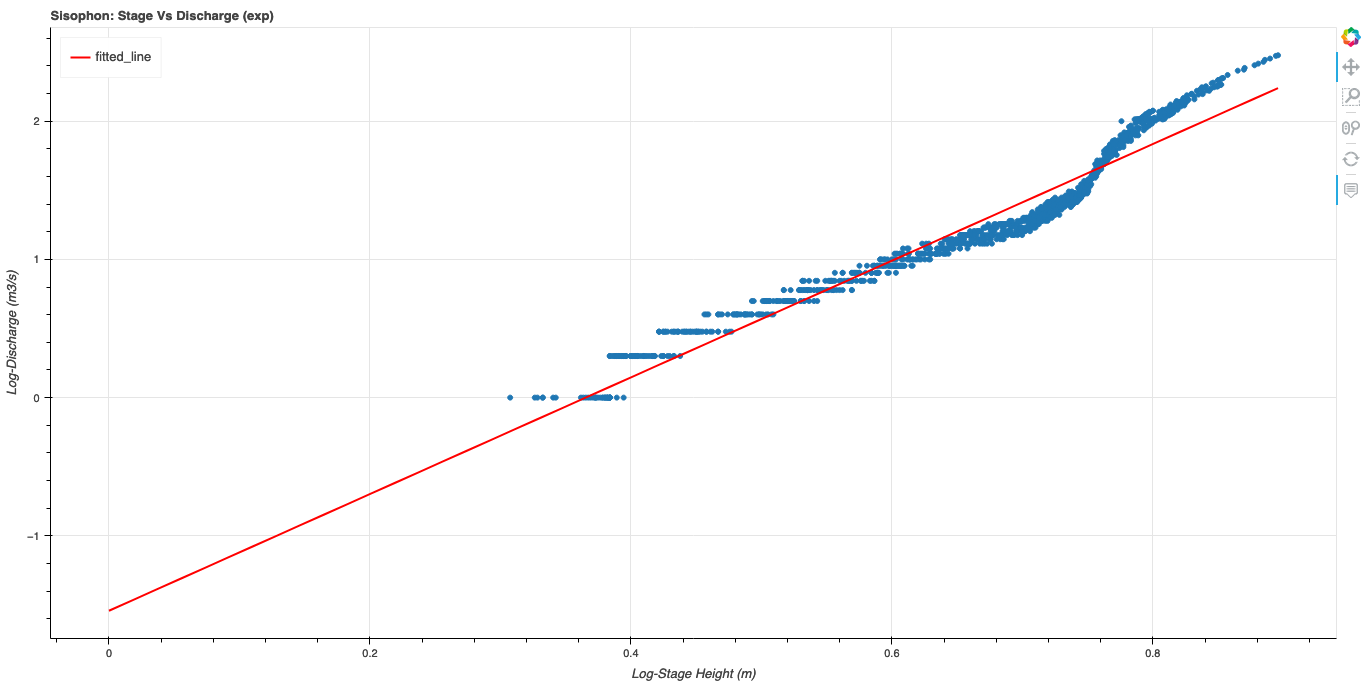 Sisophon: Stage Vs Discharge (exp)
fitted_line
2
1
0
−1
Log-Discharge (m3/s)
0
0.2
0.4
0.6
0.8
Log-Stage Height (m)